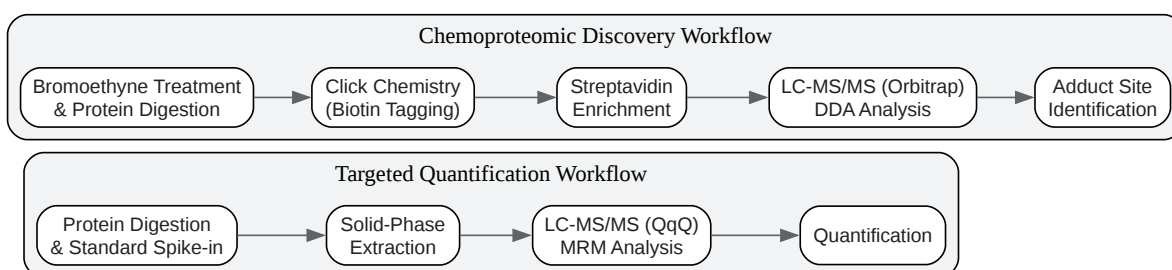 Chemoproteomic Discovery Workflow
Bromoethyne Treatment
& Protein Digestion
Click Chemistry
(Biotin Tagging)
Streptavidin
Enrichment
LC-MS/MS (Orbitrap)
DDA Analysis
Adduct Site
Identification
Targeted Quantification Workflow
Protein Digestion
& Standard Spike-in
Solid-Phase
Extraction
LC-MS/MS (QqQ)
MRM Analysis
Quantification